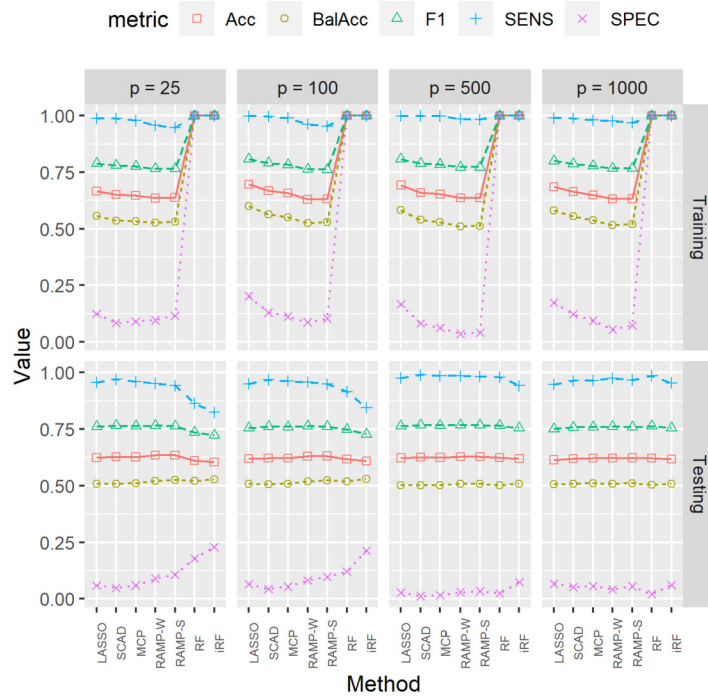 metric Acc BalAcc F1 SENS SPEC
p = 25 p = 100 p = 500 p = 1000
1.00
0.75
0.50
0.25
0.00
Training
1.00
0.75
0.50
0.25
0.00
Testing
Value
LASSO SCAD MCP RAMP-W RAMP-S RF iRF LASSO SCAD MCP RAMP-W RAMP-S RF iRF LASSO SCAD MCP RAMP-W RAMP-S RF iRF LASSO SCAD MCP RAMP-W RAMP-S RF iRF
Method